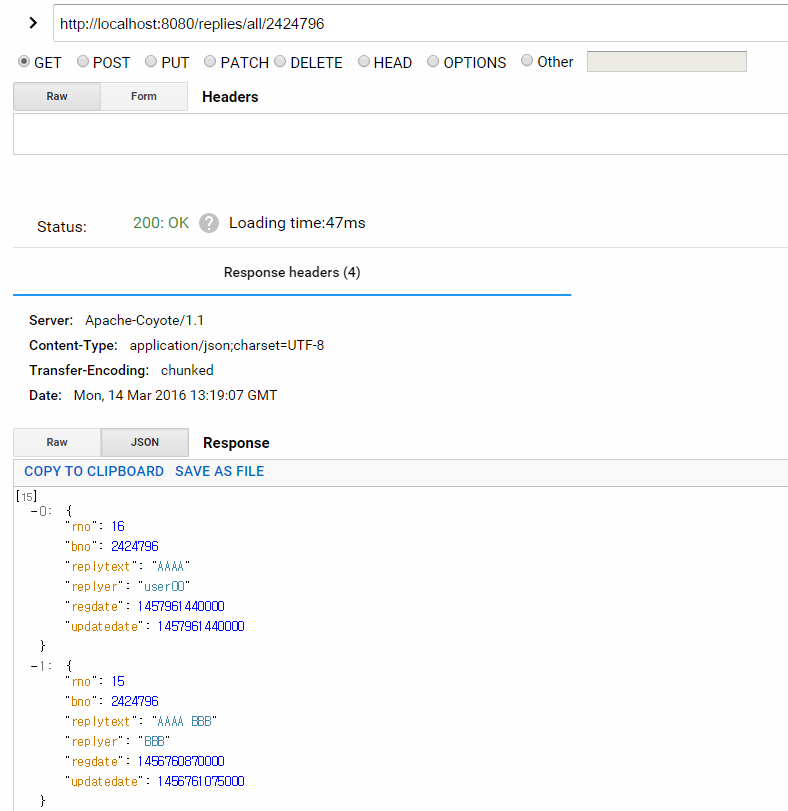 http://localhost:8080/replies/all/2424796
GET POST PUT PATCH DELETE HEAD OPTIONS Other
Raw Form Headers
Status: 200: OK ? Loading time:47ms
Response headers (4)
Server: Apache-Coyote/1.1
Content-Type: application/json;charset=UTF-8
Transfer-Encoding: chunked
Date: Mon, 14 Mar 2016 13:19:07 GMT
Raw JSON Response
COPY TO CLIPBOARD SAVE AS FILE
[15]
-0: {
"rno": 16
"bno": 2424796
"replytext": "AAAA"
"replyer": "user00"
"regdate": 1457961440000
"updatedate": 1457961440000
}
-1: {
"rno": 15
"bno": 2424796
"replytext": "AAAA BBB"
"replyer": "BBB"
"regdate": 1456760870000
"updatedate": 1456761075000
}